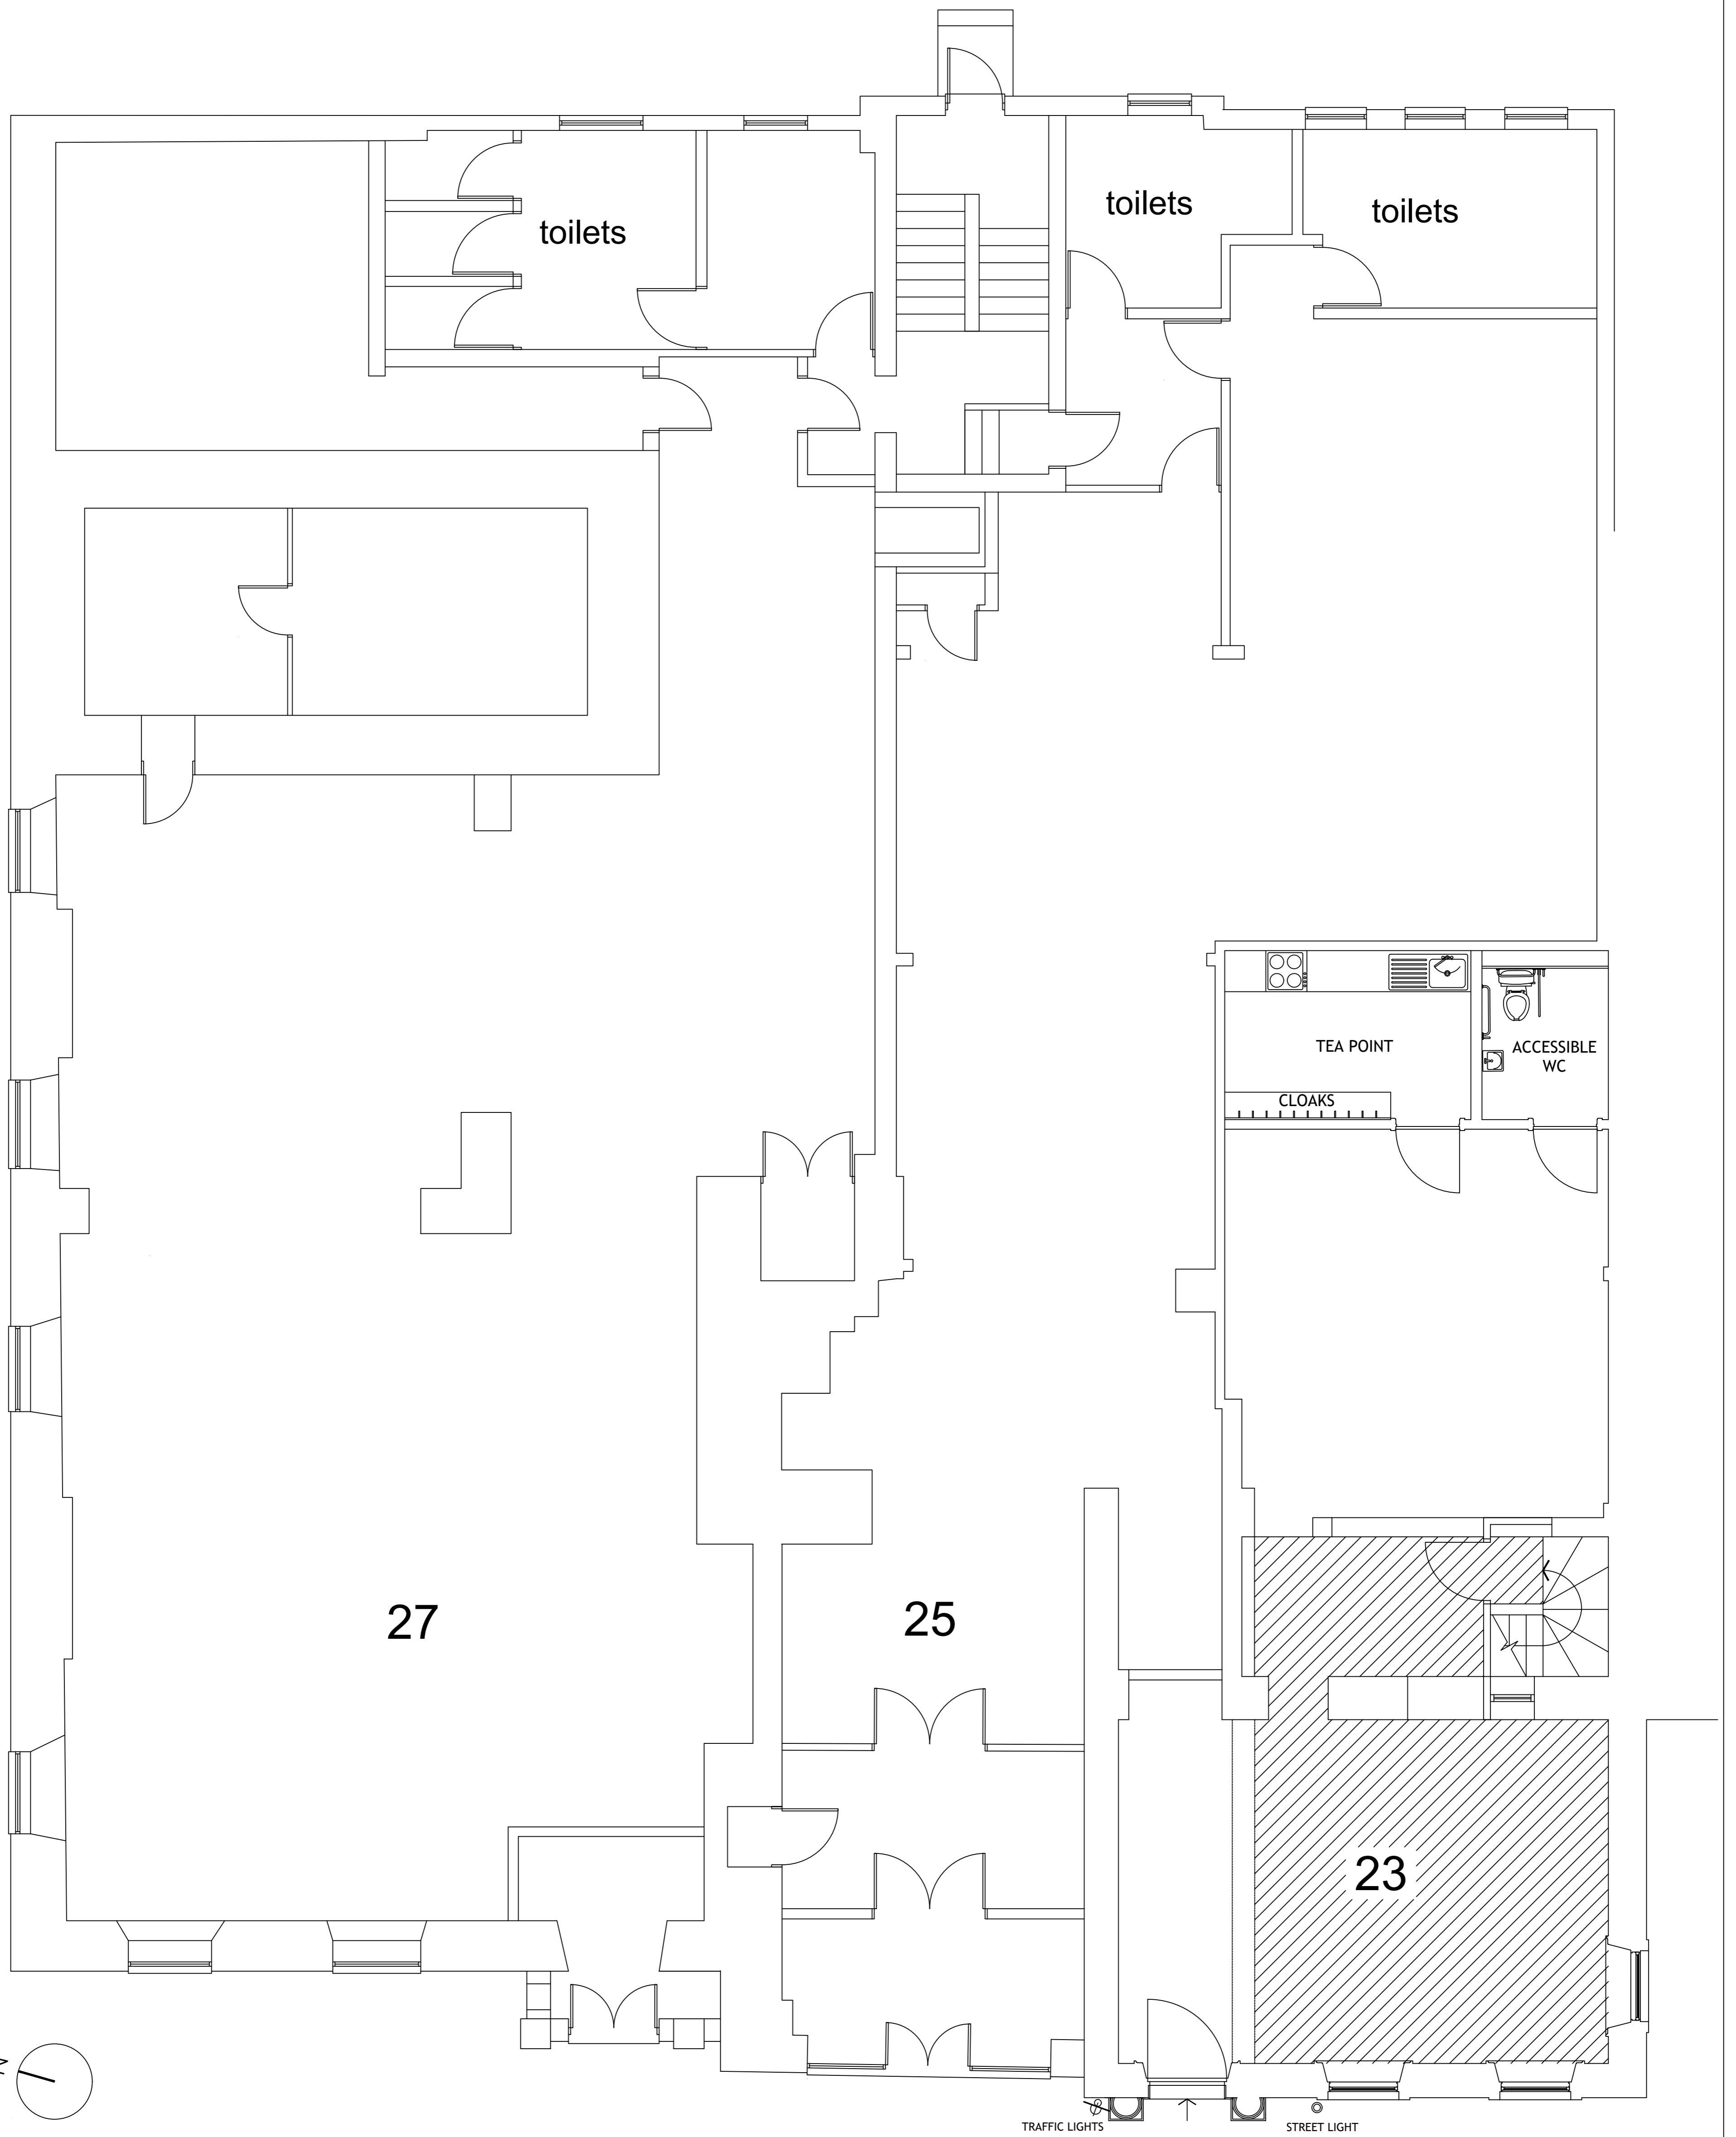 toilets
toilets
toilets
TEA POINT
ACCESSIBLE
WC
CLOAKS
27
25
23
N
TRAFFIC LIGHTS
STREET LIGHT